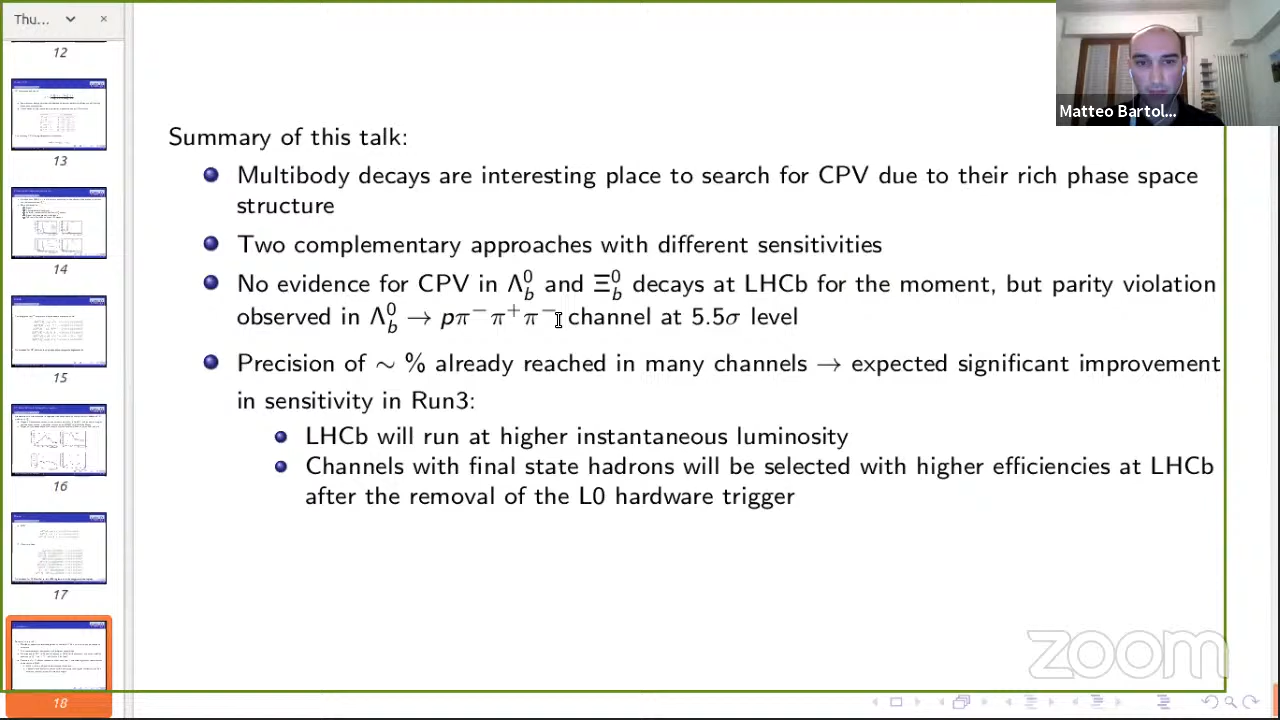 Thu...
12
13
14
15
16
17
18
Matteo Bartol...
Summary of this talk:
Multibody decays are interesting place to search for CPV due to their rich phase space
structure
Two complementary approaches with different sensitivities
No evidence for CPV in Λ⁰_b and Ξ⁰_b decays at LHCb for the moment, but parity violation
observed in Λ⁰_b → pπ⁻π⁺π⁻ channel at 5.5σ level
Precision of ∼ % already reached in many channels → expected significant improvement
in sensitivity in Run3:
LHCb will run at higher instantaneous luminosity
Channels with final state hadrons will be selected with higher efficiencies at LHCb
after the removal of the L0 hardware trigger
zoom